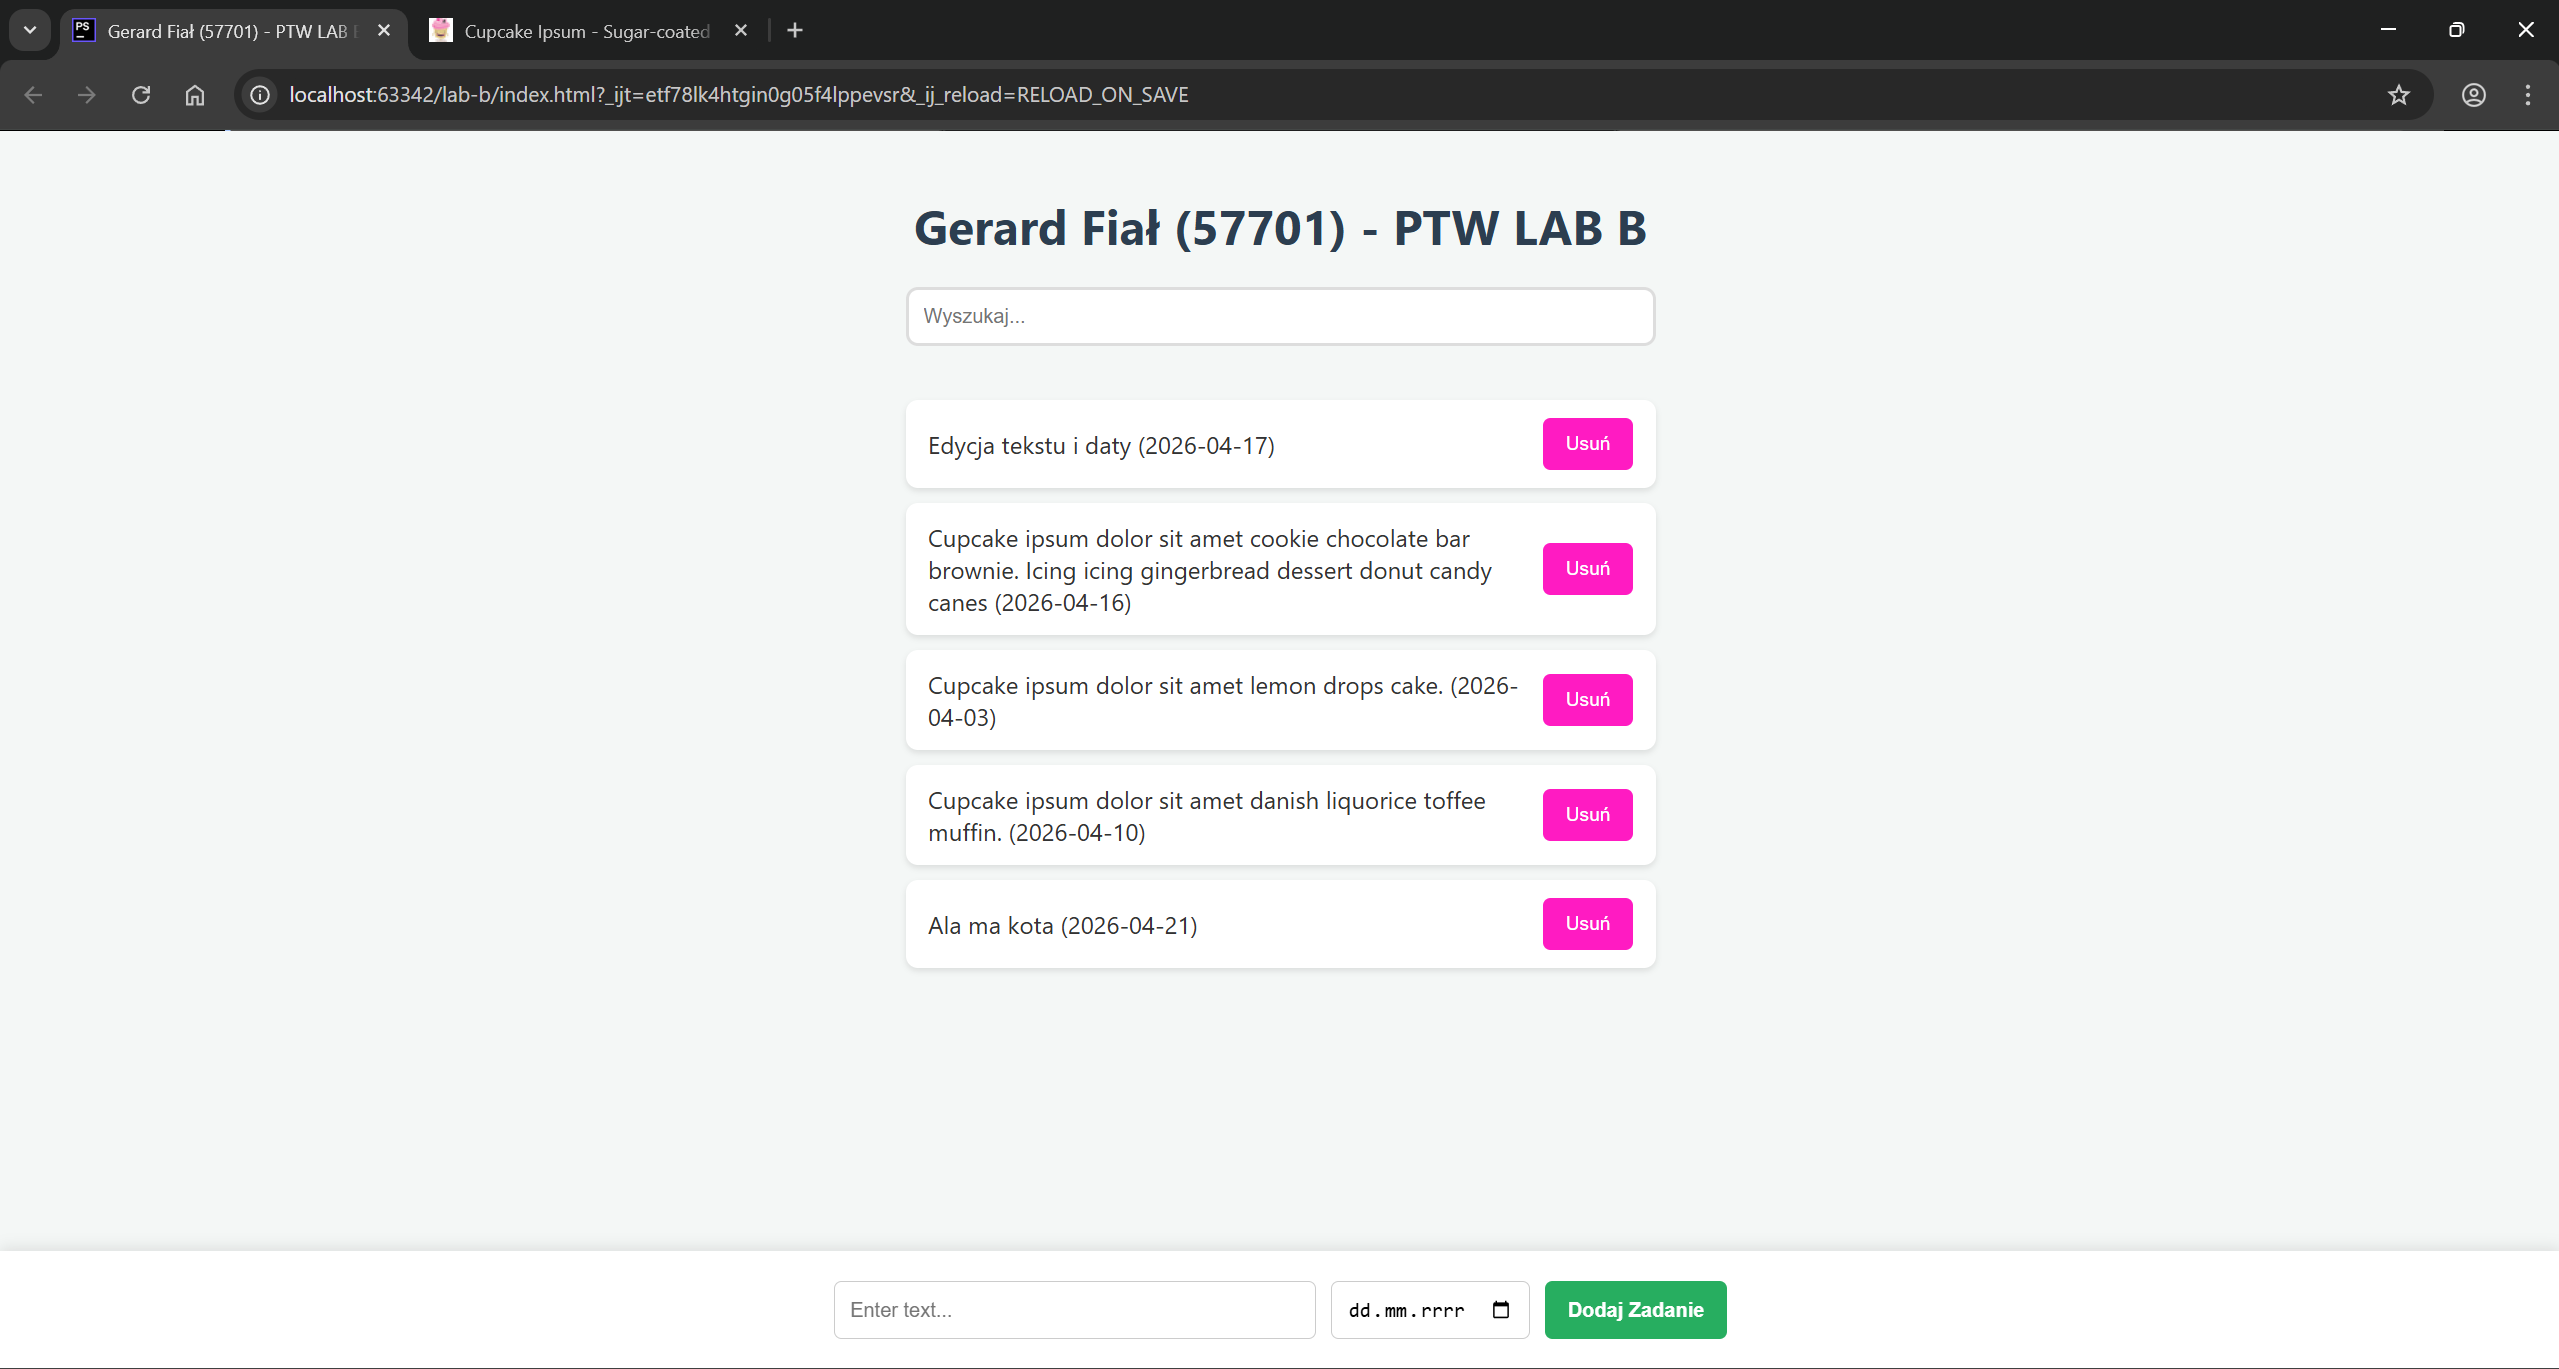 Gerard Fiał (57701) - PTW LAB
Cupcake Ipsum - Sugar-coated
localhost:63342/lab-b/index.html?_ijt=etf78lk4htgin0g05f4lppevsr&_ij_reload=RELOAD_ON_SAVE
Gerard Fiał (57701) - PTW LAB B
Wyszukaj...
Edycja tekstu i daty (2026-04-17)
Usuń
Cupcake ipsum dolor sit amet cookie chocolate bar
brownie. Icing icing gingerbread dessert donut candy
canes (2026-04-16)
Usuń
Cupcake ipsum dolor sit amet lemon drops cake. (2026-
04-03)
Usuń
Cupcake ipsum dolor sit amet danish liquorice toffee
muffin. (2026-04-10)
Usuń
Ala ma kota (2026-04-21)
Usuń
Enter text...
dd.mm.rrrr
Dodaj Zadanie